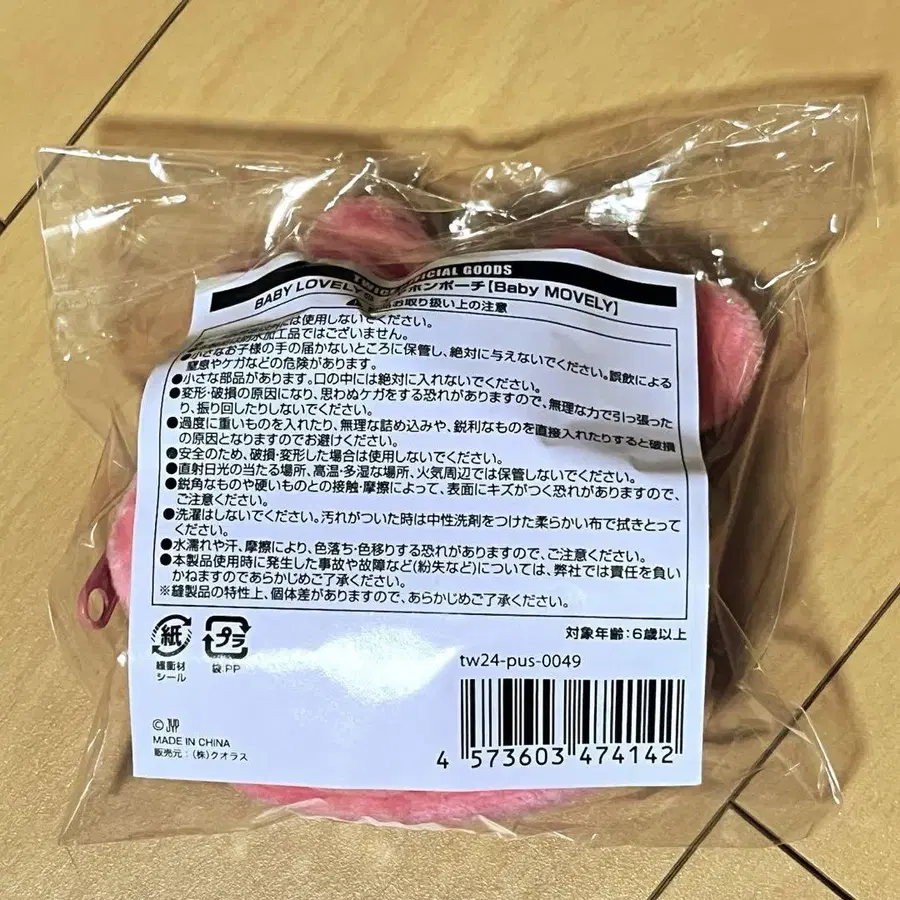 TWICE OFFICIAL GOODS
BABY LOVELYS ポンポーチ【Baby MOVELY】
お取り扱い上の注意
には使用しないでください。
加工品ではございません。
●小さなお子様の手の届かないところに保管し、絶対に与えないでください。誤飲による
窒息やケガなどの危険があります。
●小さな部品があります。口の中には絶対に入れないでください。
●変形・破損の原因になり、思わぬケガをする恐れがありますので、無理な力で引っ張った
り、振り回したりしないでください。
●過度に重いものを入れたり、無理な詰め込みや、鋭利なものを直接入れたりすると破損
の原因となりますのでお避けください。
●安全のため、破損・変形した場合は使用しないでください。
●直射日光の当たる場所、高温・多湿な場所、火気周辺では保管しないでください。
●鋭角なものや硬いものとの接触・摩擦によって、表面にキズがつく恐れがありますので、
ご注意ください。
●洗濯はしないでください。汚れがついた時は中性洗剤をつけた柔らかい布で拭きとって
ください。
●水濡れや汗、摩擦により、色落ち・色移りする恐れがありますので、ご注意ください。
●本製品使用時に発生した事故や故障など(紛失など)については、弊社では責任を負い
かねますのであらかじめご了承ください。
※縫製品の特性上、個体差がありますので、あらかじめご了承ください。
対象年齢:6歳以上
紙
緩衝材
シール
プラ
袋:PP
tw24-pus-0049
4 573603 474142
© JYP
MADE IN CHINA
販売元:(株)クオラス